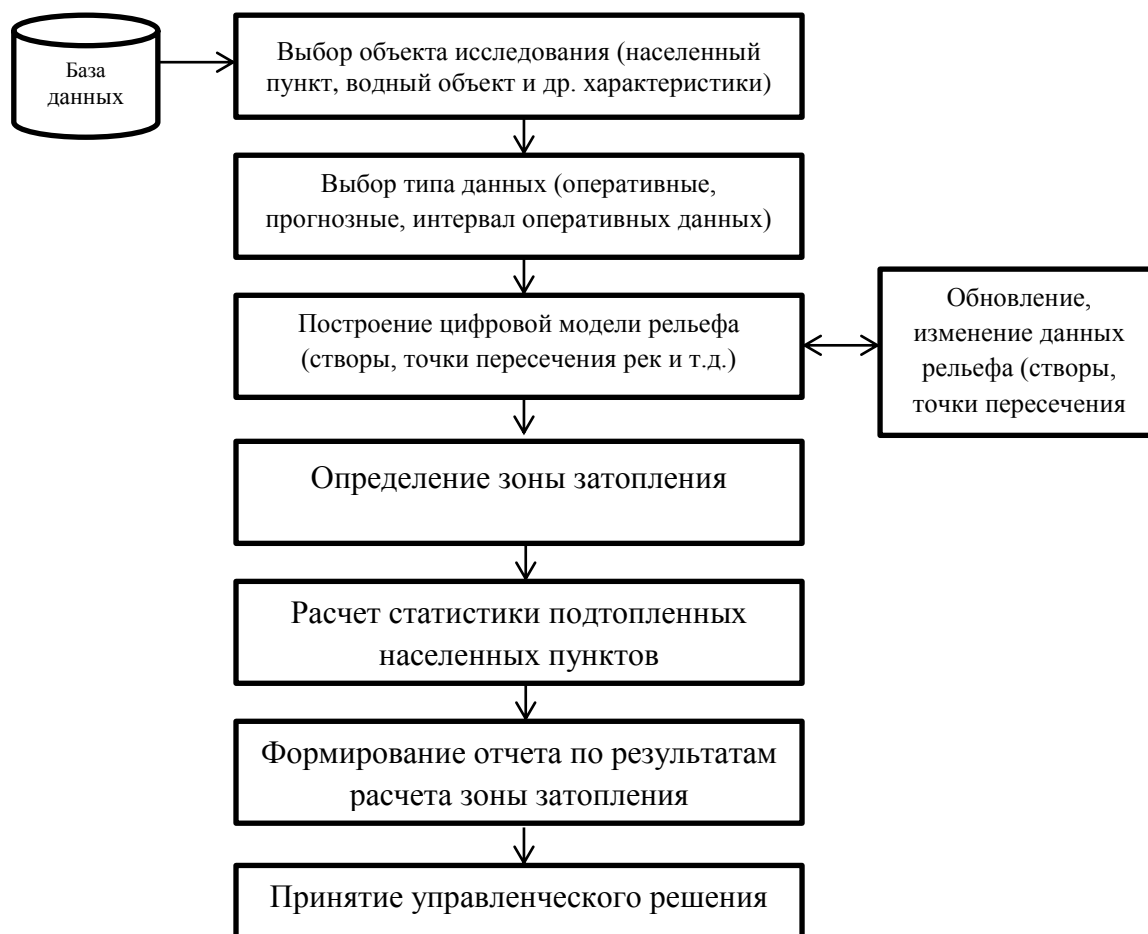 База
данных
Выбор объекта исследования (населенный
пункт, водный объект и др. характеристики)
Выбор типа данных (оперативные,
прогнозные, интервал оперативных данных)
Построение цифровой модели рельефа
(створы, точки пересечения рек и т.д.)
Обновление,
изменение данных
рельефа (створы,
точки пересечения
Определение зоны затопления
Расчет статистики подтопленных
населенных пунктов
Формирование отчета по результатам
расчета зоны затопления
Принятие управленческого решения